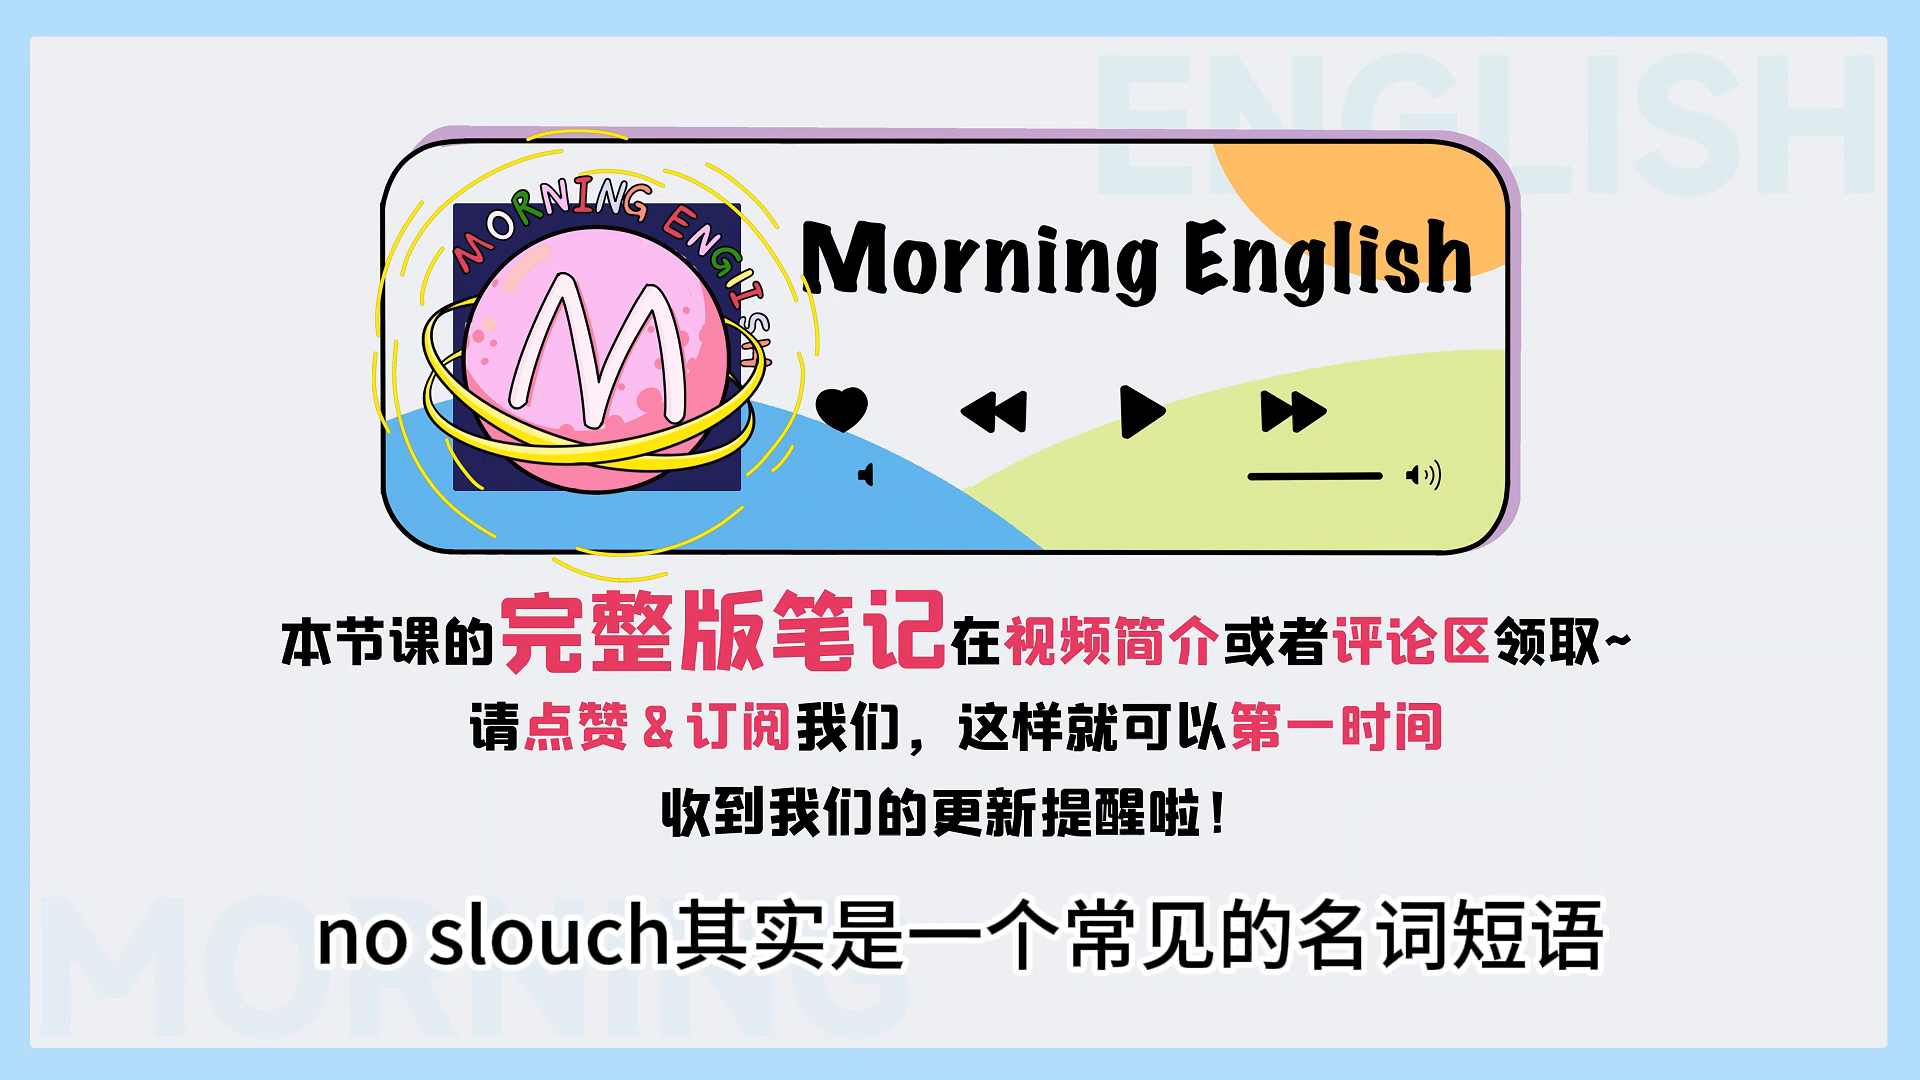 ENGLISH
MORNING ENGLISH
M
Morning English
本节课的完整版笔记在视频简介或者评论区领取~
请点赞&订阅我们，这样就可以第一时间
收到我们的更新提醒啦！
no slouch其实是一个常见的名词短语
MORNING